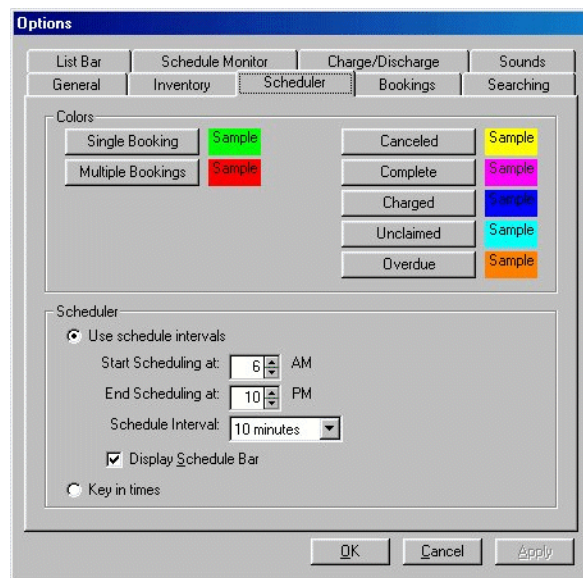 Options
List Bar Schedule Monitor Charge/Discharge Sounds
General Inventory Scheduler Bookings Searching
Colors
Single Booking Sample Canceled Sample
Multiple Bookings Sample Complete Sample
Charged Sample
Unclaimed Sample
Overdue Sample
Scheduler
Use schedule intervals
Start Scheduling at: 6 AM
End Scheduling at: 10 PM
Schedule Interval: 10 minutes
Display Schedule Bar
Key in times
OK Cancel Apply